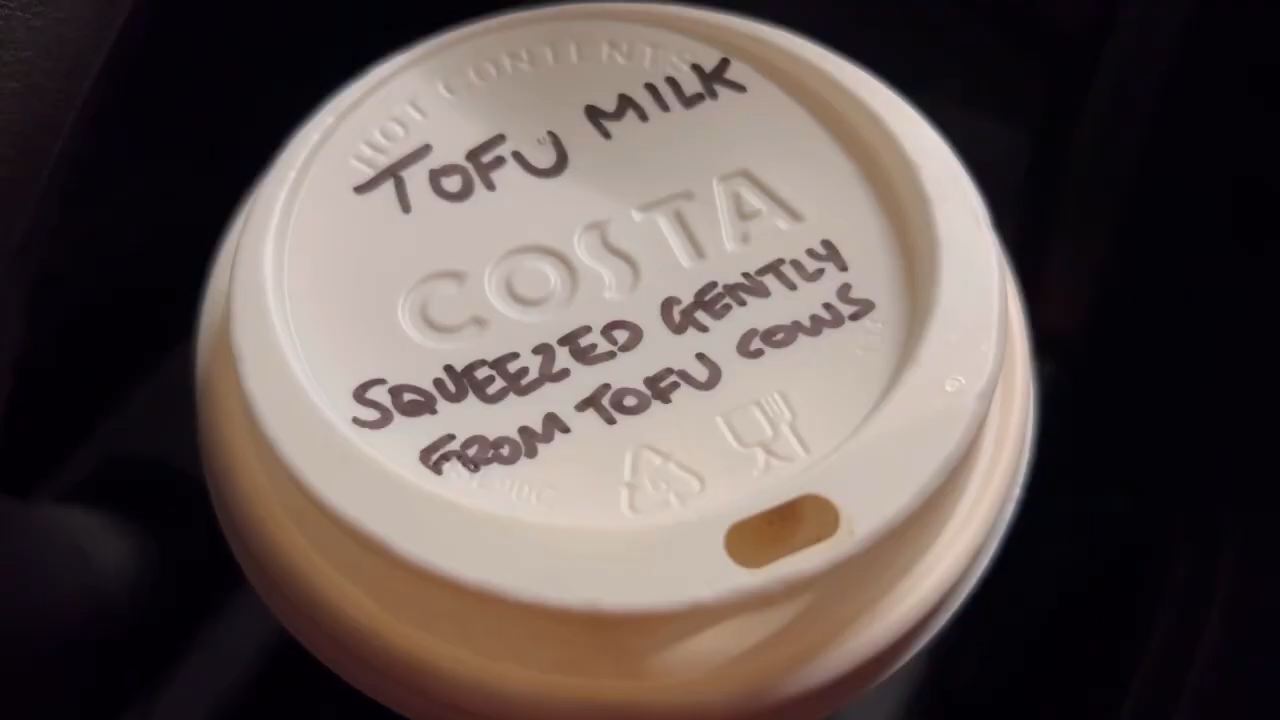 HOT CONTENTS
TOFU MILK
COSTA
SQUEEZED GENTLY
FROM TOFU COWS